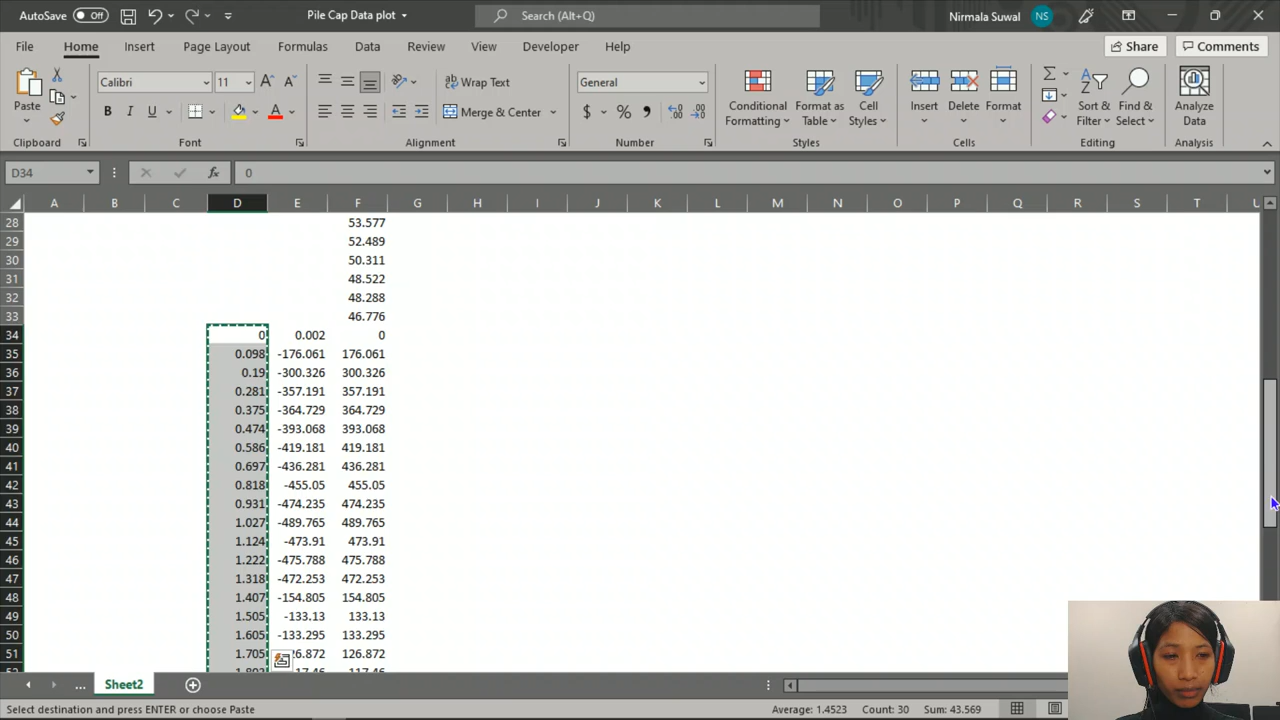 AutoSave Off Pile Cap Data plot Search (Alt+Q) Nirmala Suwal NS
File Home Insert Page Layout Formulas Data Review View Developer Help Share Comments
Paste Calibri 11 Wrap Text General Conditional Formatting Format as Table Cell Styles Insert Delete Format Sort & Filter Find & Select Analyze Data
B I U A Merge & Center $ %
Clipboard Font Alignment Number Styles Cells Editing Analysis
D34 fx 0
A B C D E F G H I J K L M N O P Q R S T U
28 53.577
29 52.489
30 50.311
31 48.522
32 48.288
33 46.776
34 0 0.002 0
35 0.098 -176.061 176.061
36 0.19 -300.326 300.326
37 0.281 -357.191 357.191
38 0.375 -364.729 364.729
39 0.474 -393.068 393.068
40 0.586 -419.181 419.181
41 0.697 -436.281 436.281
42 0.818 -455.05 455.05
43 0.931 -474.235 474.235
44 1.027 -489.765 489.765
45 1.124 -473.91 473.91
46 1.222 -475.788 475.788
47 1.318 -472.253 472.253
48 1.407 -154.805 154.805
49 1.505 -133.13 133.13
50 1.605 -133.295 133.295
51 1.705 26.872 126.872
... Sheet2
Select destination and press ENTER or choose Paste Average: 1.4523 Count: 30 Sum: 43.569